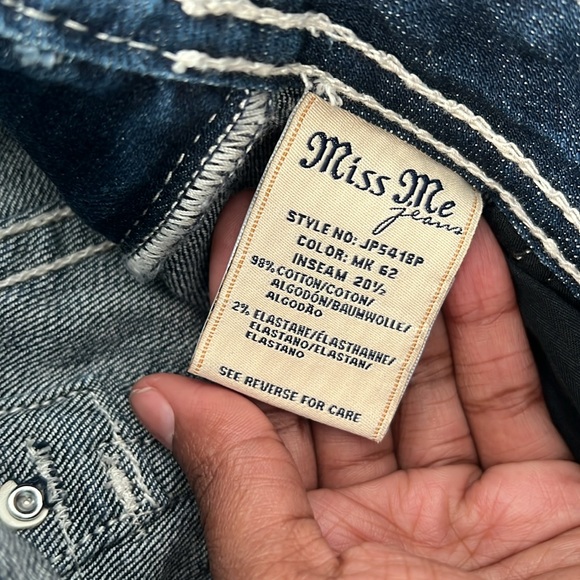 Miss Me
jeans
STYLE NO: JP5418P
COLOR: MK 62
INSEAM 20½
98% COTTON/COTON/
ALGODÓN/BAUMWOLLE/
ALGODÃO
2% ELASTANE/ÉLASTHANNE/
ELASTANO/ELASTAN/
ELASTANO
SEE REVERSE FOR CARE